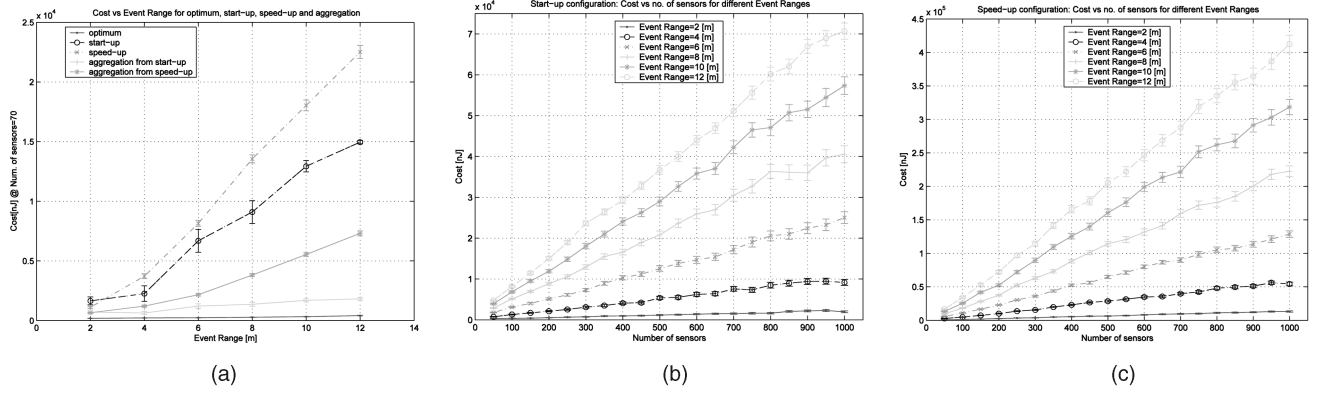 Cost vs Event Range for optimum, start-up, speed-up and aggregation
x 10^4
2.5
2
1.5
1
0.5
0
Cost[nJ] @ Num. of sensors=70
optimum
start-up
speed-up
aggregation from start-up
aggregation from speed-up
0 2 4 6 8 10 12 14
Event Range [m]
(a)
Start-up configuration: Cost vs no. of sensors for different Event Ranges
x 10^4
7
6
5
4
3
2
1
0
Cost [nJ]
Event Range=2 [m]
Event Range=4 [m]
Event Range=6 [m]
Event Range=8 [m]
Event Range=10 [m]
Event Range=12 [m]
0 100 200 300 400 500 600 700 800 900 1000
Number of sensors
(b)
Speed-up configuration: Cost vs no. of sensors for different Event Ranges
x 10^5
4.5
4
3.5
3
2.5
2
1.5
1
0.5
0
Cost [nJ]
Event Range=2 [m]
Event Range=4 [m]
Event Range=6 [m]
Event Range=8 [m]
Event Range=10 [m]
Event Range=12 [m]
0 100 200 300 400 500 600 700 800 900 1000
Number of sensors
(c)